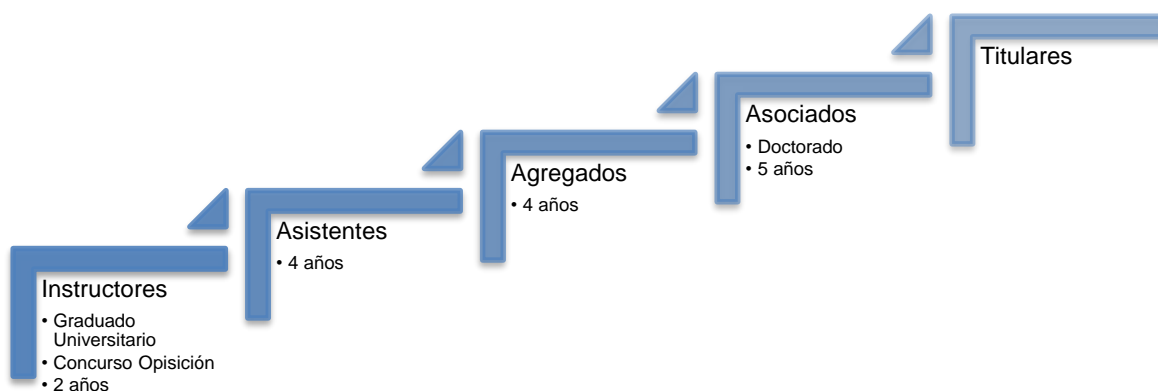 Instructores
• Graduado
Universitario
• Concurso Opisición
• 2 años
Asistentes
• 4 años
Agregados
• 4 años
Asociados
• Doctorado
• 5 años
Titulares